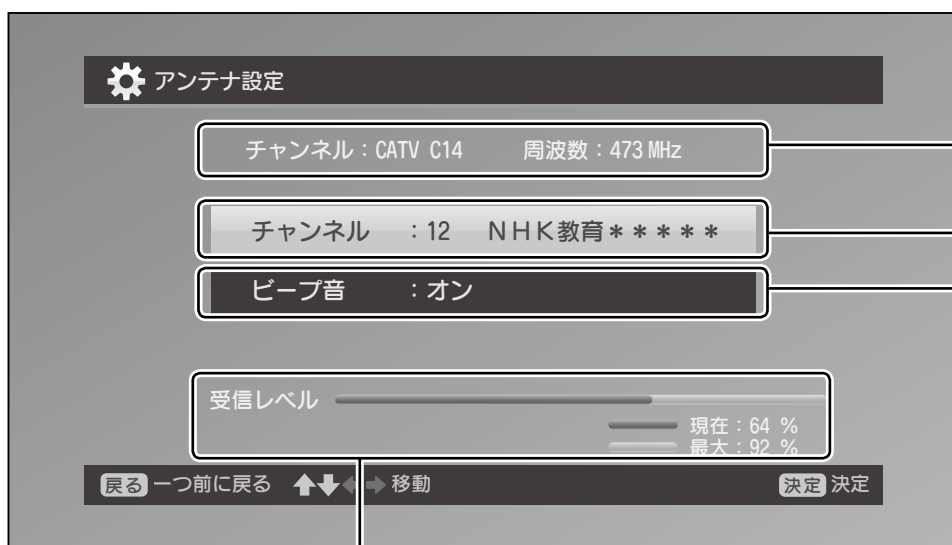 アンテナ設定
チャンネル：CATV C14　　周波数：473 MHz
チャンネル　：12　ＮＨＫ教育＊＊＊＊＊
ビープ音　　：オン
受信レベル
現在：64 %
最大：92 %
戻る 一つ前に戻る　移動　決定 決定